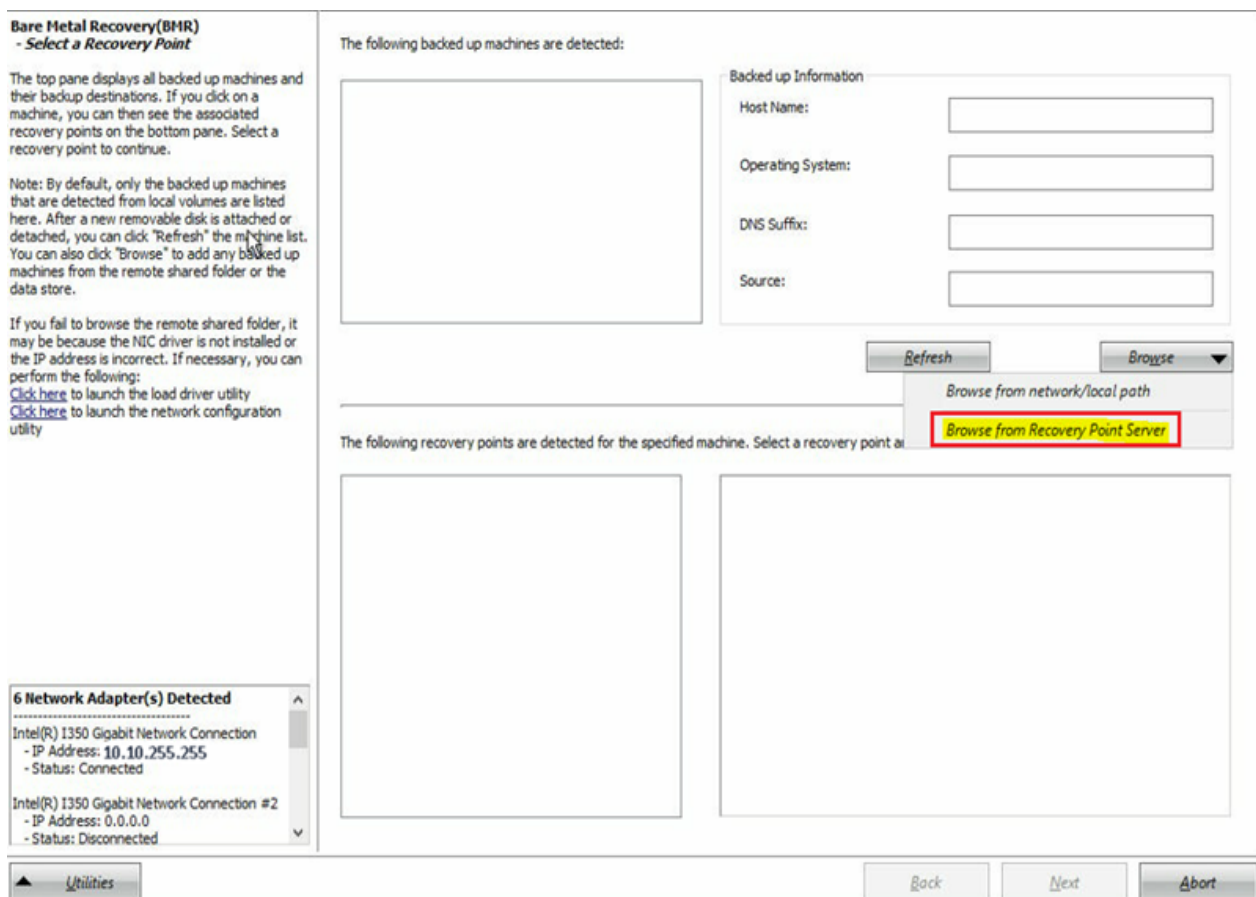 Bare Metal Recovery(BMR)
- Select a Recovery Point
The top pane displays all backed up machines and
their backup destinations. If you click on a
machine, you can then see the associated
recovery points on the bottom pane. Select a
recovery point to continue.
Note: By default, only the backed up machines
that are detected from local volumes are listed
here. After a new removable disk is attached or
detached, you can click "Refresh" the machine list.
You can also click "Browse" to add any backed up
machines from the remote shared folder or the
data store.
If you fail to browse the remote shared folder, it
may be because the NIC driver is not installed or
the IP address is incorrect. If necessary, you can
perform the following:
Click here to launch the load driver utility
Click here to launch the network configuration
utility
6 Network Adapter(s) Detected
-----------------------------------
Intel(R) I350 Gigabit Network Connection
- IP Address: 10.10.255.255
- Status: Connected
Intel(R) I350 Gigabit Network Connection #2
- IP Address: 0.0.0.0
- Status: Disconnected
The following backed up machines are detected:
Backed up Information
Host Name:
Operating System:
DNS Suffix:
Source:
Refresh
Browse
Browse from network/local path
Browse from Recovery Point Server
The following recovery points are detected for the specified machine. Select a recovery point
Utilities
Back
Next
Abort